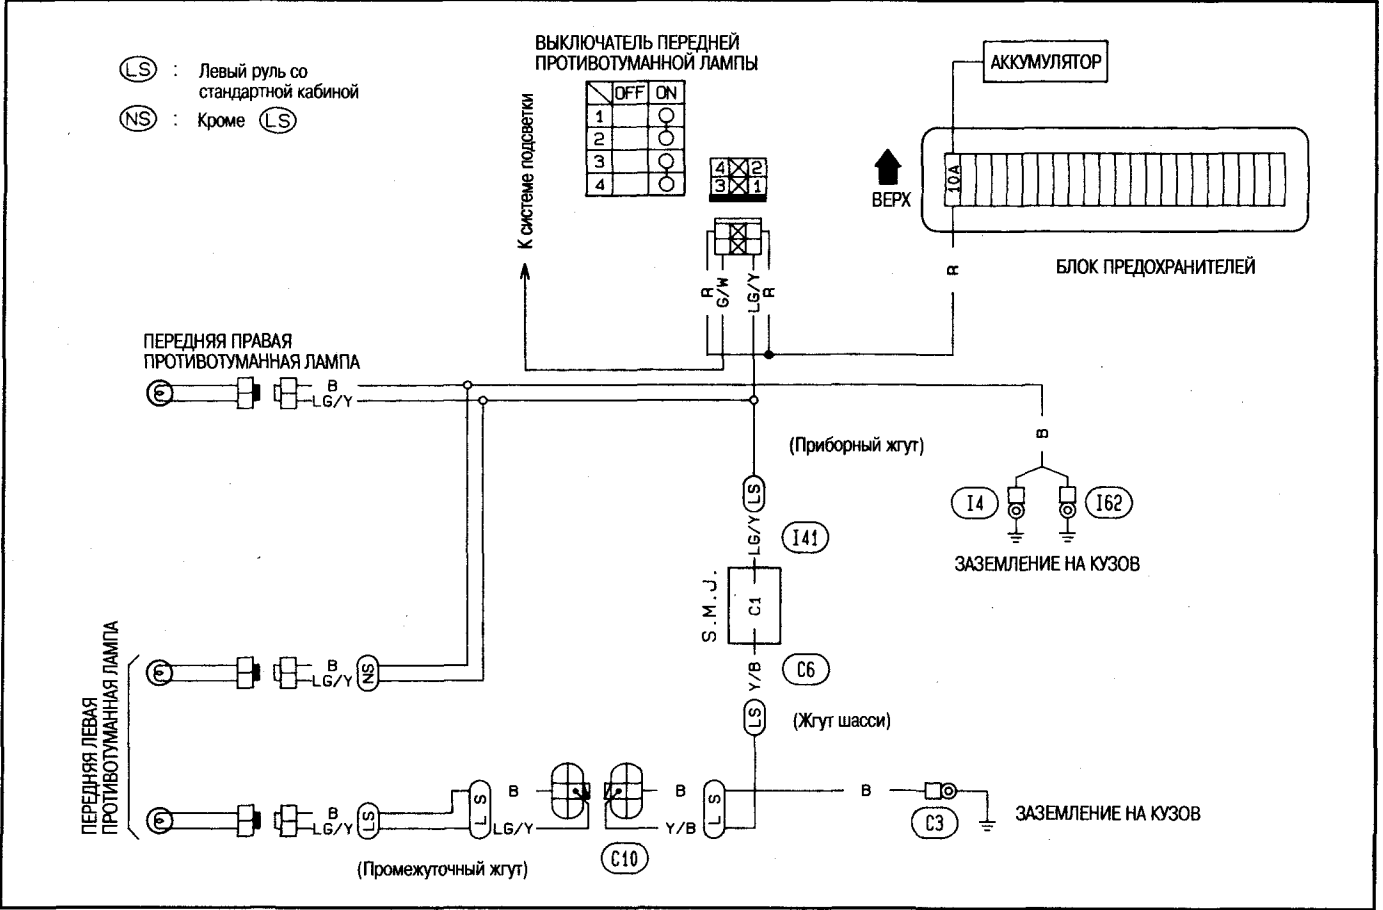 LS : Левый руль со
стандартной кабиной
NS : Кроме LS
К системе подсветки
ВЫКЛЮЧАТЕЛЬ ПЕРЕДНЕЙ
ПРОТИВОТУМАННОЙ ЛАМПЫ
OFF ON
1
2
3
4
4 2
3 1
АККУМУЛЯТОР
ВЕРХ
10A
БЛОК ПРЕДОХРАНИТЕЛЕЙ
R
R
G/W
LG/Y
R
ПЕРЕДНЯЯ ПРАВАЯ
ПРОТИВОТУМАННАЯ ЛАМПА
B
LG/Y
(Приборный жгут)
B
I4
I62
ЗАЗЕМЛЕНИЕ НА КУЗОВ
LS
LG/Y
I41
S.M.J.
C1
Y/B
C6
LS
(Жгут шасси)
ПЕРЕДНЯЯ ЛЕВАЯ
ПРОТИВОТУМАННАЯ ЛАМПА
B
LG/Y
NS
B
LG/Y
LS
LS
B
LG/Y
B
Y/B
LS
B
C3
ЗАЗЕМЛЕНИЕ НА КУЗОВ
C10
(Промежуточный жгут)